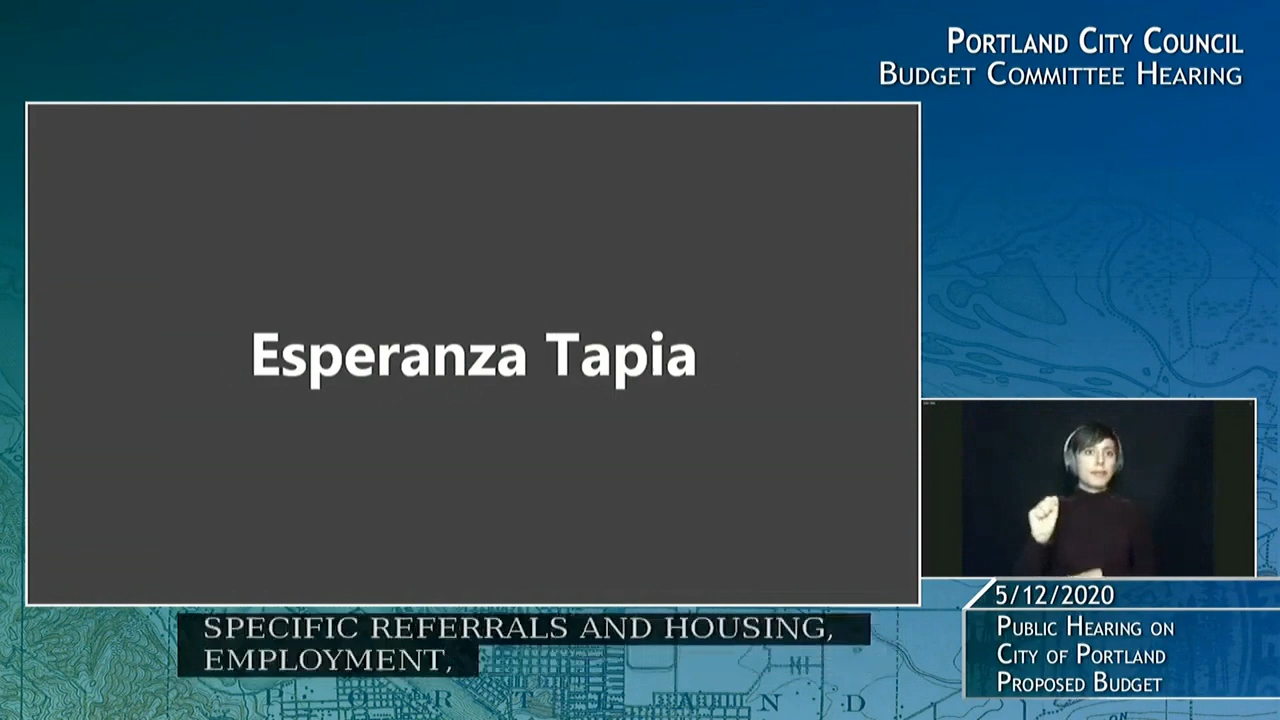 PORTLAND CITY COUNCIL
BUDGET COMMITTEE HEARING
Esperanza Tapia
5/12/2020
PUBLIC HEARING ON
CITY OF PORTLAND
PROPOSED BUDGET
SPECIFIC REFERRALS AND HOUSING,
EMPLOYMENT,